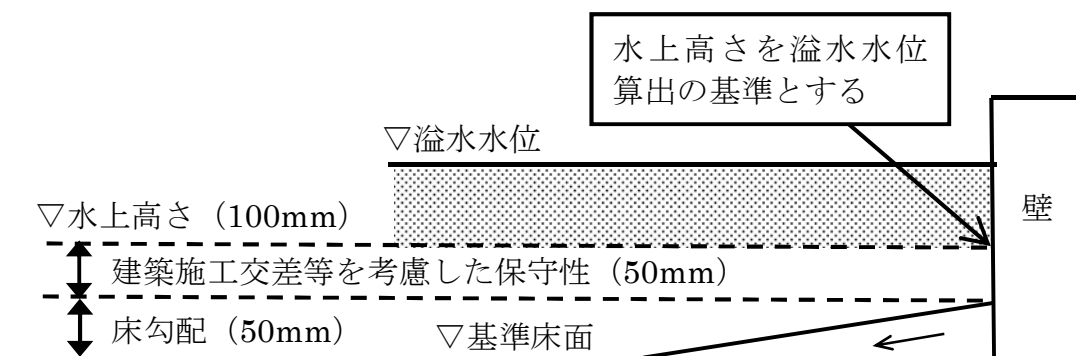 水上高さを溢水水位
算出の基準とする
▽溢水水位
壁
▽水上高さ（100mm）
建築施工交差等を考慮した保守性（50mm）
床勾配（50mm）
▽基準床面